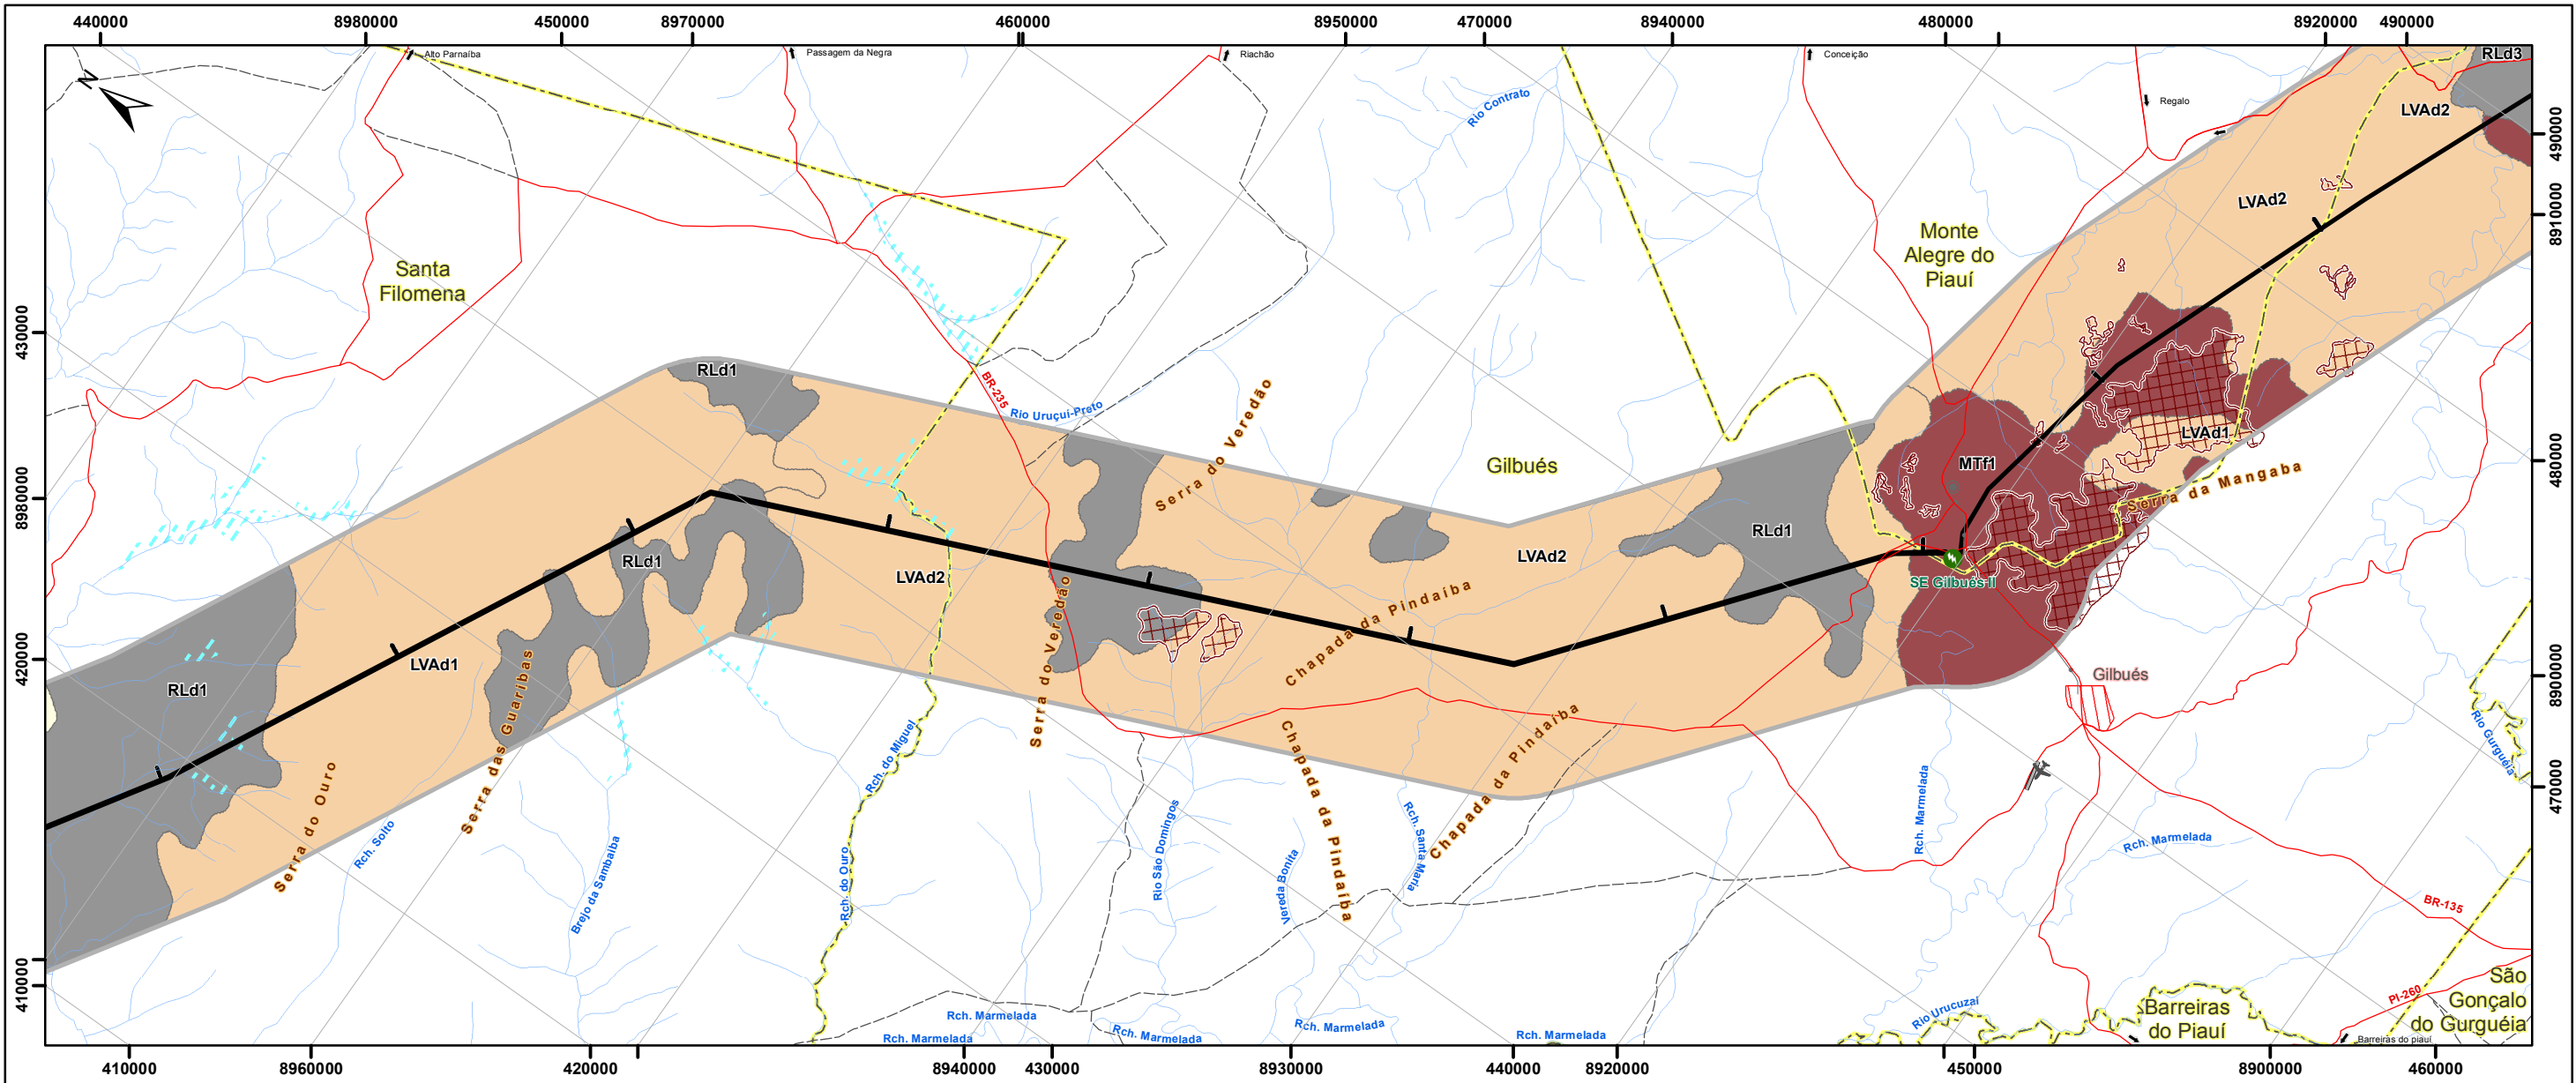 440000 8980000 450000 8970000 460000 8950000 470000 8940000 4800000 8920000 490000
Alto Parnaíba
Passagem da Negra
Riachão
Conceição
RLd3
N
Regalo
LVAd2
Rio Contrato
490000
LVAd2
8910000
Monte
Alegre do
Piauí
Santa
Filomena
430000
RLd1
BR-235
Rio Uruçuí-Preto
Serra do Veredão
LVAd1
Gilbués
MTf1
480000
Serra da Mangaba
8980000
RLd1
LVAd2
RLd1
LVAd2
SE Gilbués-II
Chapada da Pindaíba
Serra do Veredão
420000
LVAd1
RLd1
Serra das Guaribas
Gilbués
8900000
Rch. do Miguel
Chapada da Pindaíba
Chapada da Pindaíba
Rio Gurguéia
Serra do Ouro
Rch. Solto
Brejo da Sambaiba
Rch. do Ouro
Rio São Domingos
Vereda Bonita
Rch. Santa Maria
Rch. Marmelada
Rch. Marmelada
470000
BR-135
410000
São
Gonçalo
do Gurguéia
PI-260
Barreiras
do Piauí
Rio Urucuzaí
Rch. Marmelada
Rch. Marmelada
Rch. Marmelada
Rch. Marmelada
Rch. Marmelada
Barreiras do piauí
410000 8960000 420000 8940000 430000 8930000 440000 8920000 450000 8900000 460000